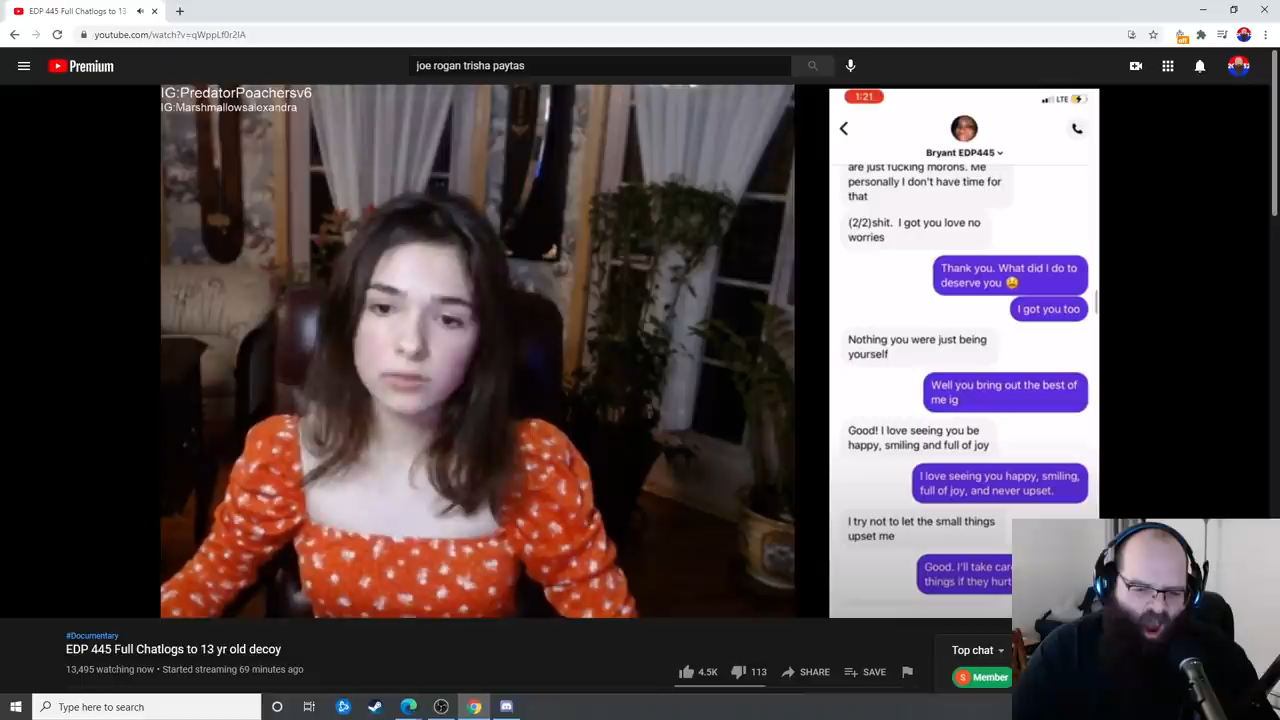 EDP 445 Full Chatlogs to 13
youtube.com/watch?v=qWppLf0r2lA
Premium
joe rogan trisha paytas
IG:PredatorPoachersv6
IG:Marshmallowsalexandra
1:21
LTE
Bryant EDP445
are just fucking morons. Me
personally I don't have time for
that
(2/2)shit. I got you love no
worries
Thank you. What did I do to
deserve you 😫
I got you too
Nothing you were just being
yourself
Well you bring out the best of
me ig
Good! I love seeing you be
happy, smiling and full of joy
I love seeing you happy, smiling,
full of joy, and never upset.
I try not to let the small things
upset me
Good. I'll take car
things if they hurt
#Documentary
EDP 445 Full Chatlogs to 13 yr old decoy
13,495 watching now • Started streaming 69 minutes ago
4.5K
113
SHARE
SAVE
Top chat
S Member
Type here to search